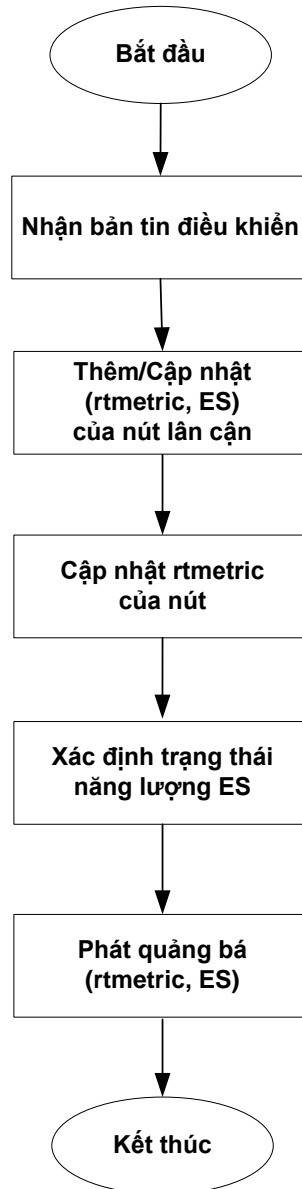 Bắt đầu
Nhận bản tin điều khiển
Thêm/Cập nhật
(rtmetric, ES)
của nút lân cận
Cập nhật rtmetric
của nút
Xác định trạng thái
năng lượng ES
Phát quảng bá
(rtmetric, ES)
Kết thúc